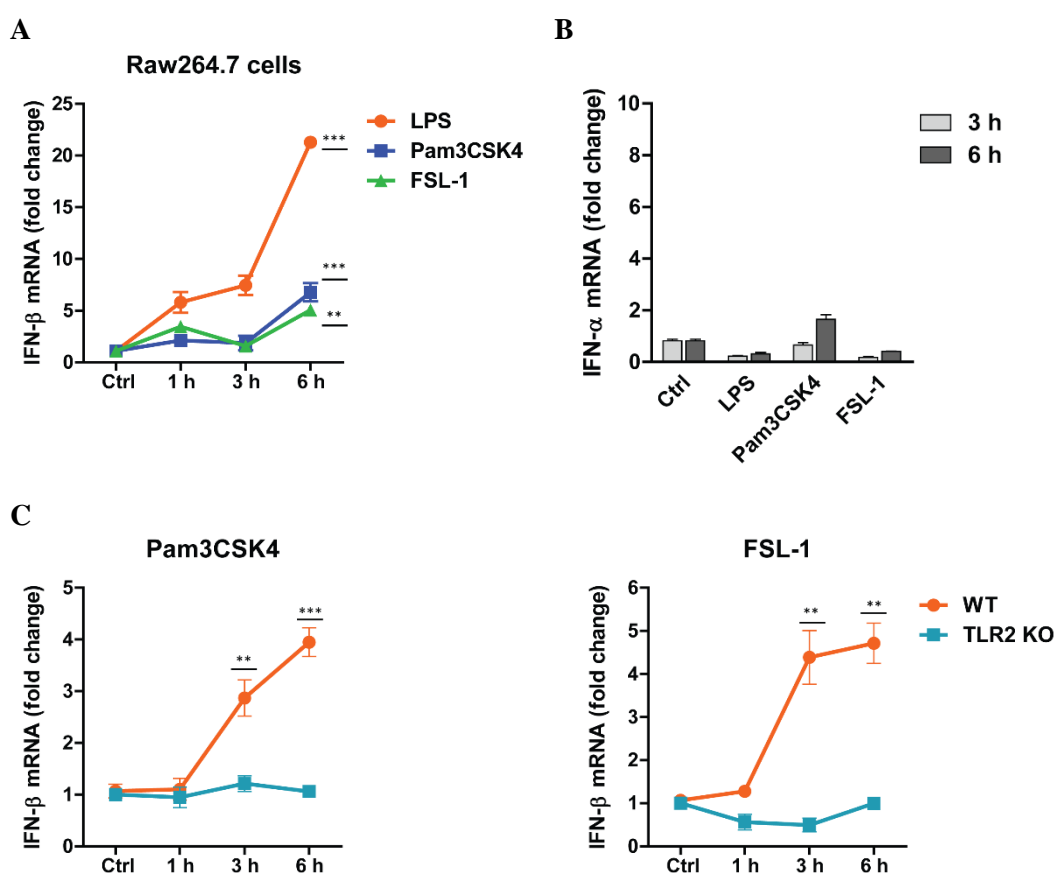 A
Raw264.7 cells
IFN-β mRNA (fold change)
25
20
15
10
5
0
Ctrl
1 h
3 h
6 h
***
***
**
LPS
Pam3CSK4
FSL-1
B
IFN-α mRNA (fold change)
10
8
6
4
2
0
Ctrl
LPS
Pam3CSK4
FSL-1
3 h
6 h
C
Pam3CSK4
IFN-β mRNA (fold change)
5
4
3
2
1
0
Ctrl
1 h
3 h
6 h
**
***
FSL-1
IFN-β mRNA (fold change)
6
5
4
3
2
1
0
Ctrl
1 h
3 h
6 h
**
**
WT
TLR2 KO